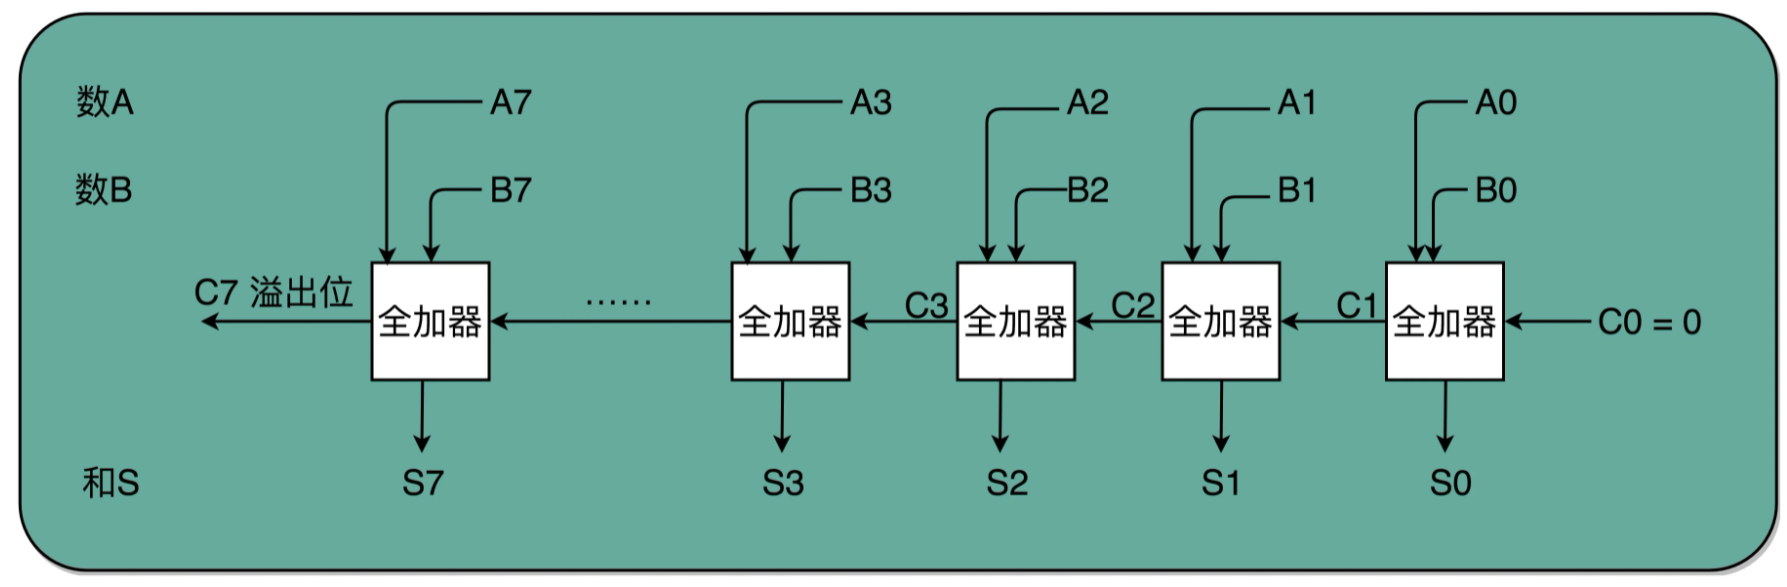 数A A7 A3 A2 A1 A0
数B B7 B3 B2 B1 B0
C7 溢出位 …… C3 C2 C1
全加器 全加器 全加器 全加器 全加器 C0 = 0
和S S7 S3 S2 S1 S0